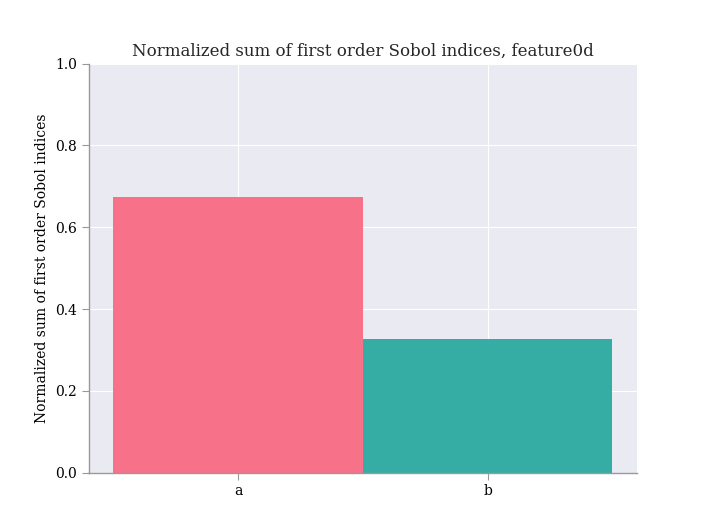 Normalized sum of first order Sobol indices, feature0d
Normalized sum of first order Sobol indices
1.0
0.8
0.6
0.4
0.2
0.0
a
b